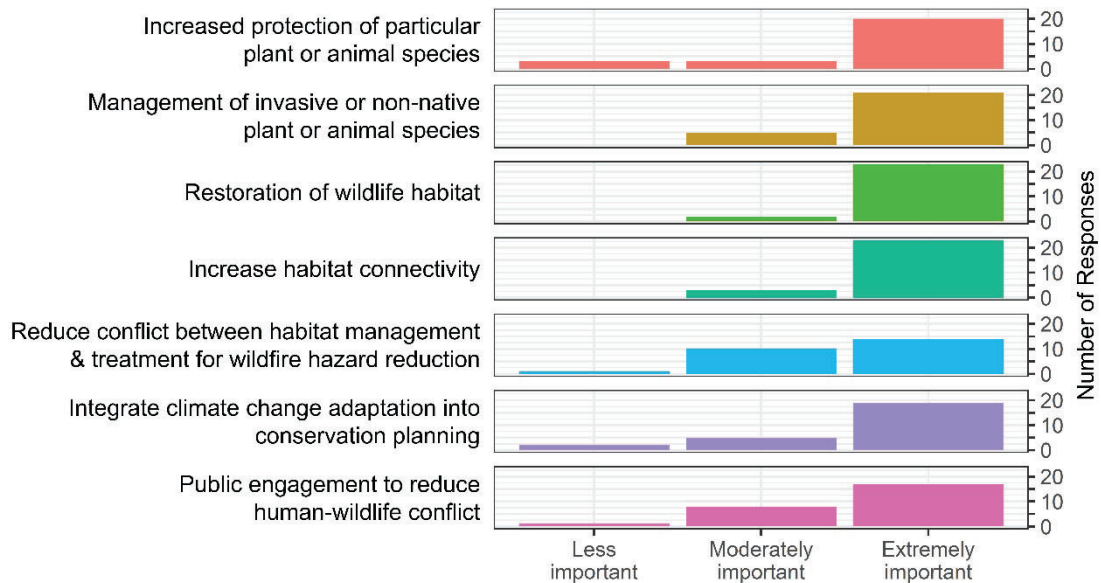 Increased protection of particular
plant or animal species
20
10
0
Management of invasive or non-native
plant or animal species
20
10
0
Restoration of wildlife habitat
20
10
0
Increase habitat connectivity
20
10
0
Reduce conflict between habitat management
& treatment for wildfire hazard reduction
20
10
0
Integrate climate change adaptation into
conservation planning
20
10
0
Public engagement to reduce
human-wildlife conflict
20
10
0
Number of Responses
Less
important
Moderately
important
Extremely
important